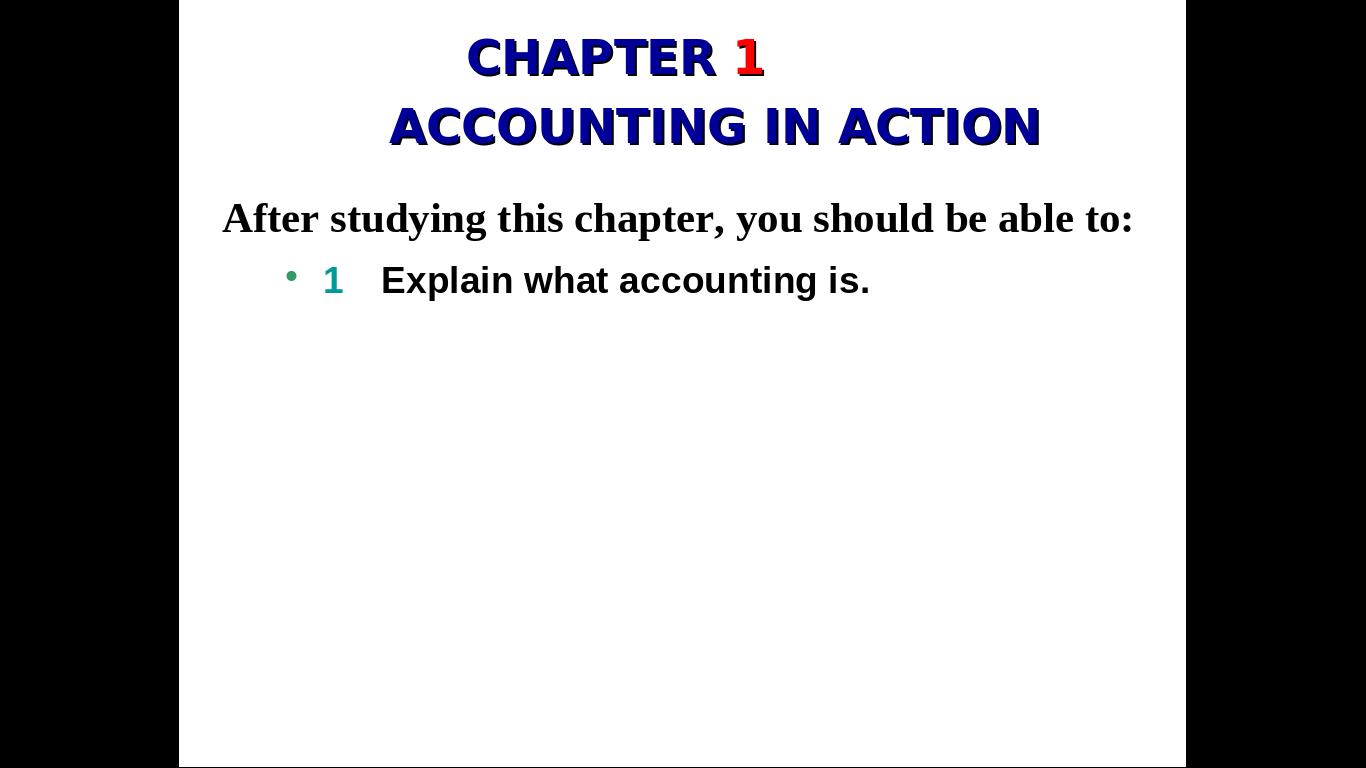 CHAPTER 1
ACCOUNTING IN ACTION
After studying this chapter, you should be able to:
• 1 Explain what accounting is.